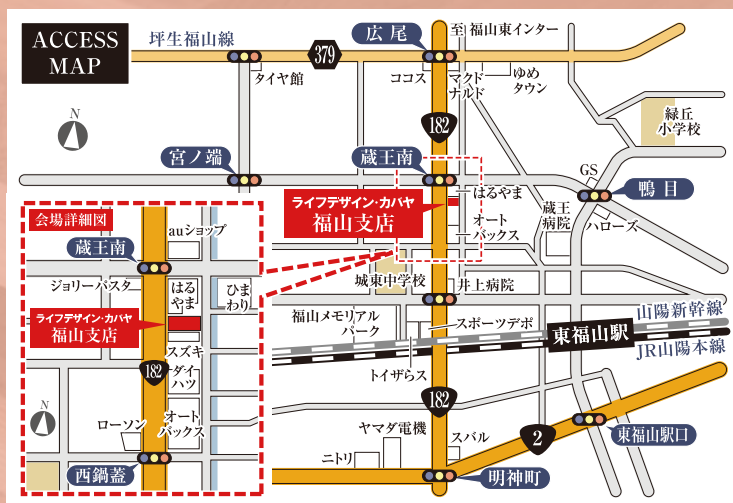 ACCESS
MAP
坪生福山線
379
広尾
至 福山東インター
タイヤ館
ココス
マクド
ナルド
ゆめ
タウン
182
緑丘
小学校
N
宮ノ端
蔵王南
GS
鴨目
ライフデザイン・カバヤ
福山支店
はるやま
オート
バックス
蔵王
病院
ハローズ
城東中学校
井上病院
福山メモリアル
パーク
スポーツデポ
山陽新幹線
東福山駅
JR山陽本線
トイザらス
182
2
ヤマダ電機
スバル
東福山駅口
ニトリ
明神町
会場詳細図
auショップ
蔵王南
ジョリーパスタ
はる
やま
ひま
わり
ライフデザイン・カバヤ
福山支店
スズキ
182
ダイ
ハツ
N
ローソン
オート
バックス
西鍋蓋